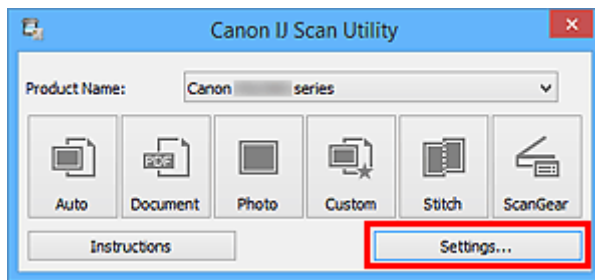 Canon IJ Scan Utility
Product Name: Canon series
PDF
Auto Document Photo Custom Stitch ScanGear
Instructions Settings...